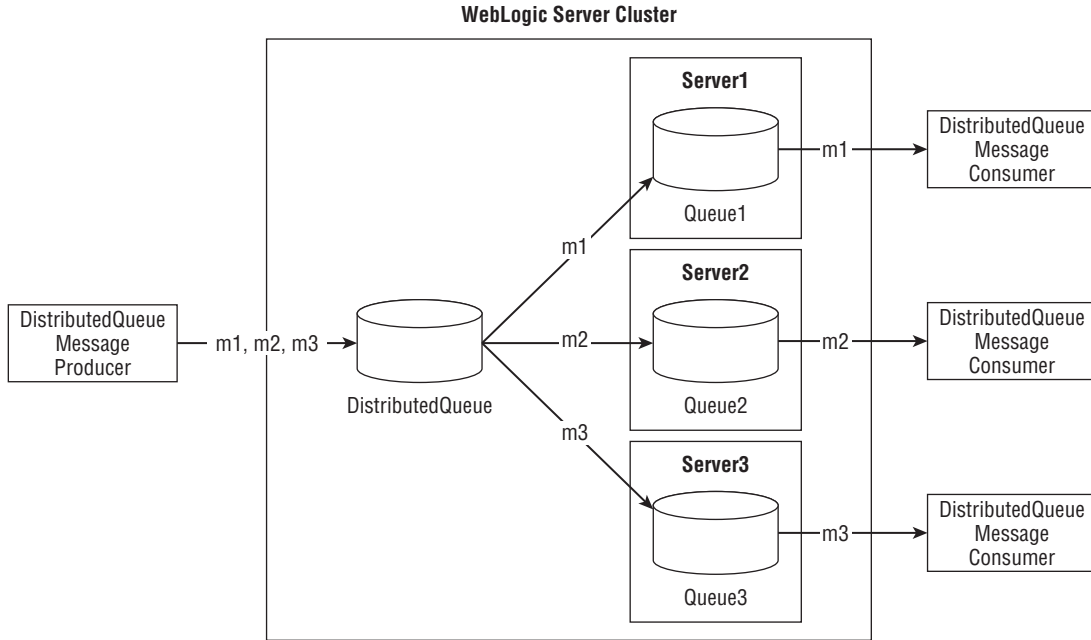 WebLogic Server Cluster
DistributedQueue
Message
Producer
m1, m2, m3
DistributedQueue
m1
m2
m3
Server1
Queue1
Server2
Queue2
Server3
Queue3
m1
DistributedQueue
Message
Consumer
m2
DistributedQueue
Message
Consumer
m3
DistributedQueue
Message
Consumer